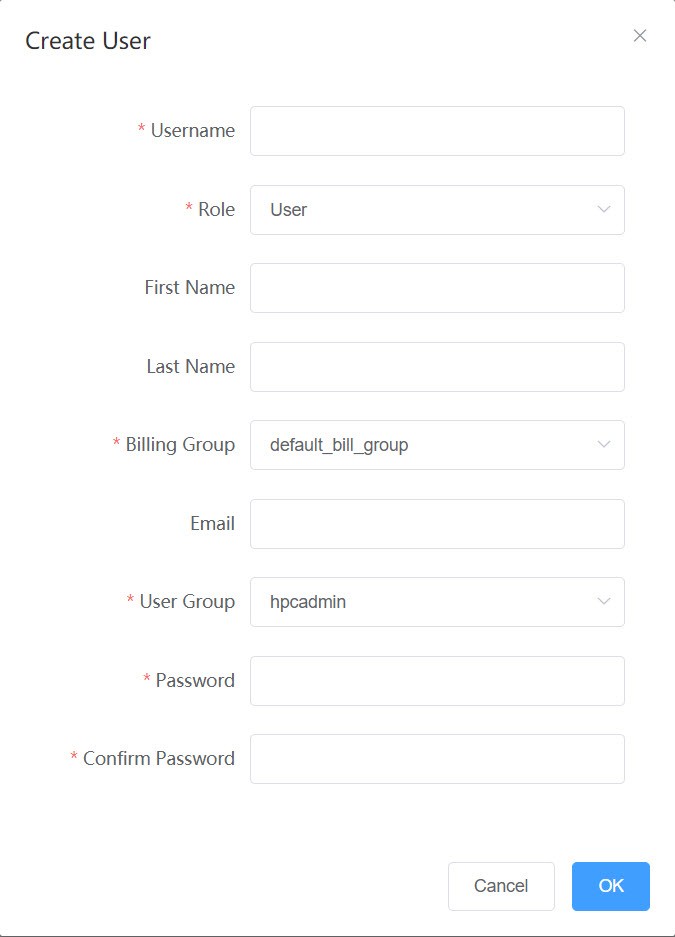 Create User
* Username
* Role User
First Name
Last Name
* Billing Group default_bill_group
Email
* User Group hpcadmin
* Password
* Confirm Password
Cancel OK